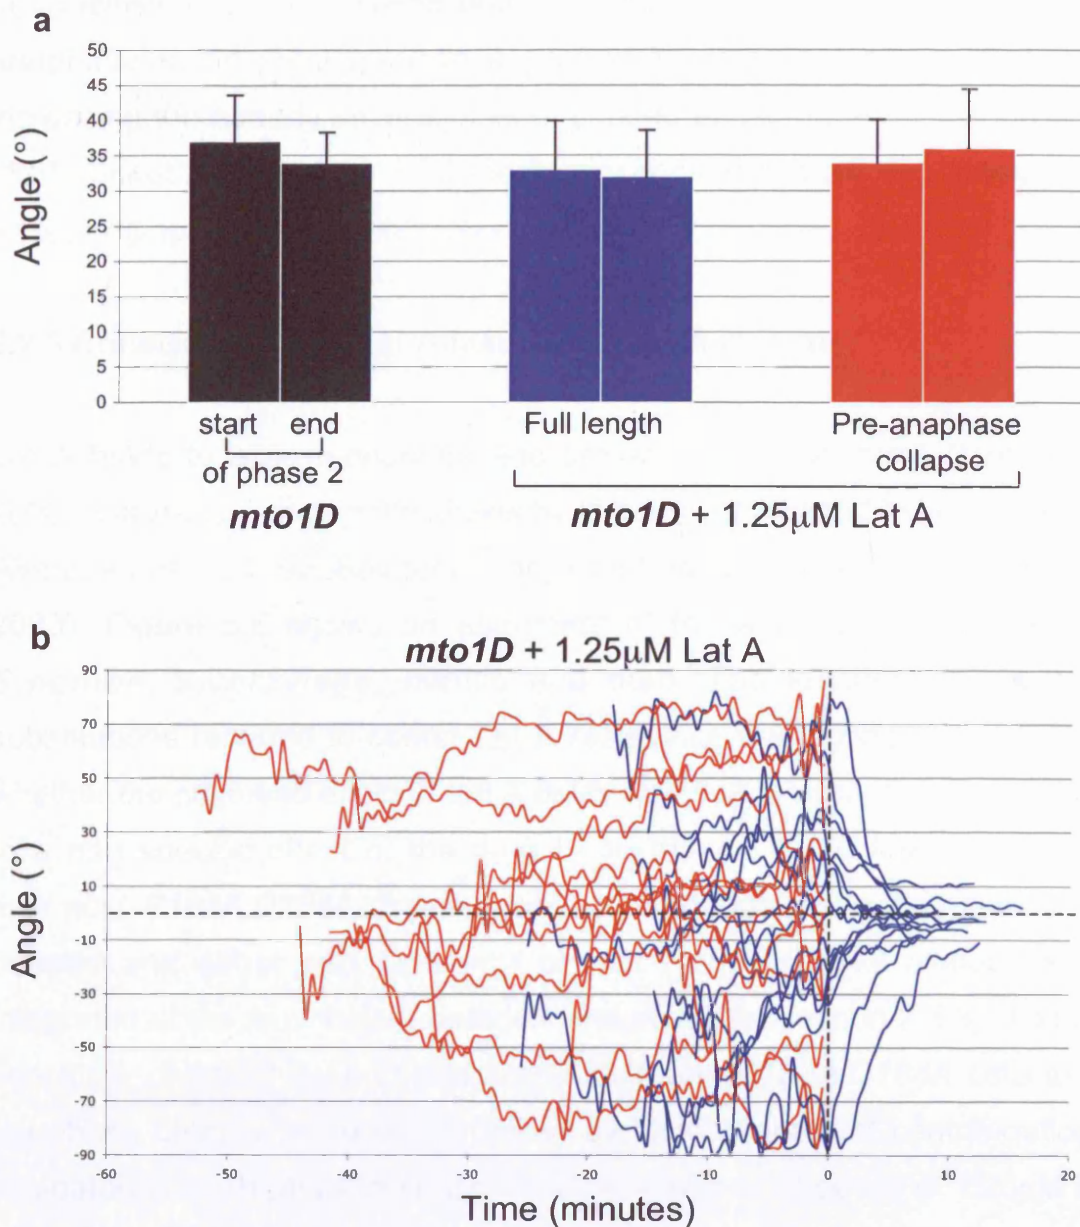 a
50
45
40
35
30
25
20
15
10
5
0
Angle (°)
start end
of phase 2
mto1D
Full length
Pre-anaphase
collapse
mto1D + 1.25μM Lat A
b
mto1D + 1.25μM Lat A
90
70
50
30
10
-10
-30
-50
-70
-90
Angle (°)
-60 -50 -40 -30 -20 -10 0 10 20
Time (minutes)